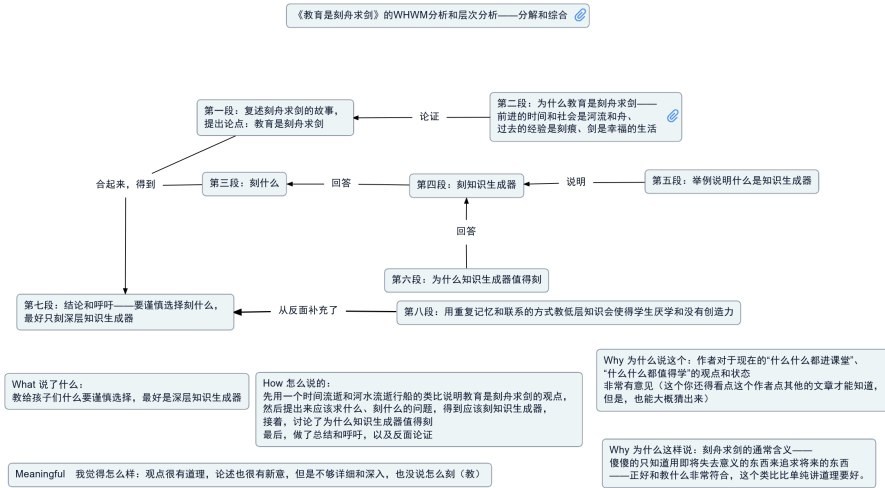 《教育是刻舟求剑》的WHWM分析和层次分析——分解和综合
第一段：复述刻舟求剑的故事，
提出论点：教育是刻舟求剑
论证
第二段：为什么教育是刻舟求剑——
前进的时间和社会是河流和舟、
过去的经验是刻痕、剑是幸福的生活
合起来，得到
第三段：刻什么
回答
第四段：刻知识生成器
说明
第五段：举例说明什么是知识生成器
回答
第六段：为什么知识生成器值得刻
第七段：结论和呼吁——要谨慎选择刻什么，
最好只刻深层知识生成器
从反面补充了
第八段：用重复记忆和联系的方式教低层知识会使得学生厌学和没有创造力
What 说了什么：
教给孩子们什么要谨慎选择，最好是深层知识生成器
How 怎么说的：
先用一个时间流逝和河水流逝行船的类比说明教育是刻舟求剑的观点，
然后提出来应该求什么、刻什么的问题，得到应该刻知识生成器，
接着，讨论了为什么知识生成器值得刻
最后，做了总结和呼吁，以及反面论证
Why 为什么说这个：作者对于现在的“什么什么都进课堂”、
“什么什么都值得学”的观点和状态
非常有意见（这个你还得看点这个作者点其他的文章才能知道，
但是，也能大概猜出来）
Why 为什么这样说：刻舟求剑的通常含义——
傻傻的只知道用即将失去意义的东西来追求将来的东西
——正好和教什么非常符合，这个类比比单纯讲道理要好。
Meaningful 我觉得怎么样：观点很有道理，论述也很有新意，但是不够详细和深入，也没说怎么刻（教）